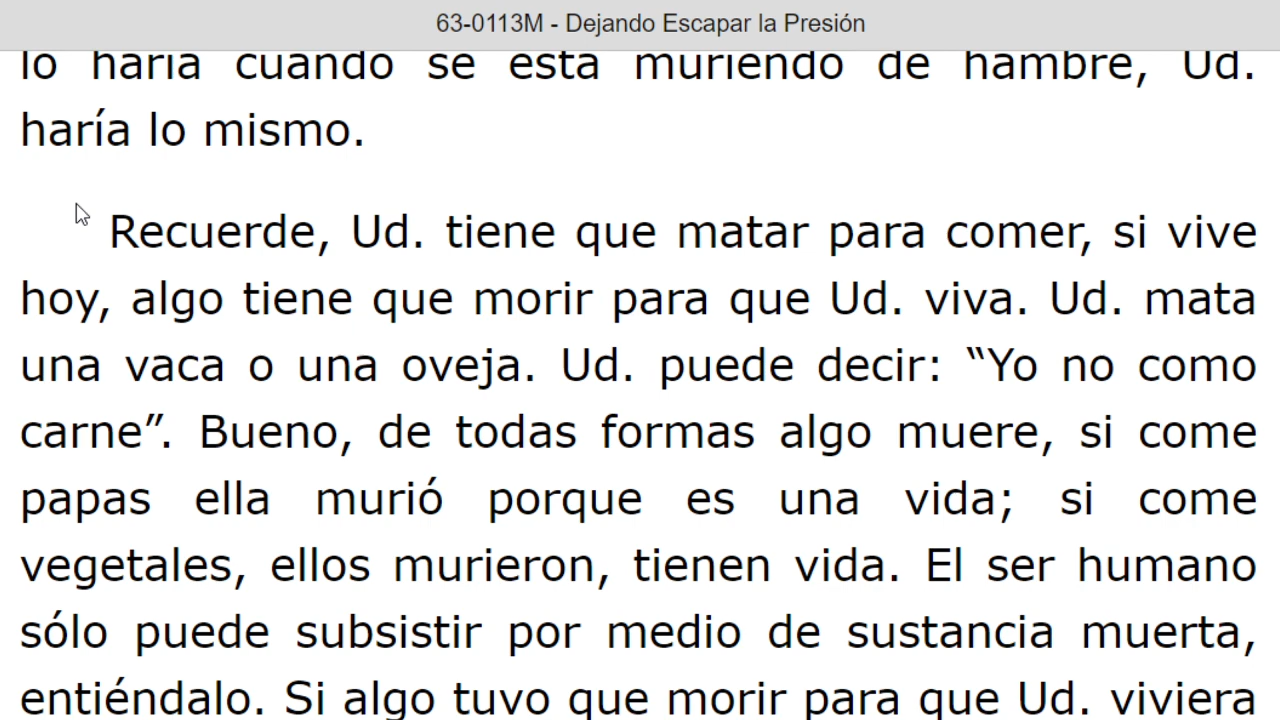 63-0113M - Dejando Escapar la Presión
lo haría cuando se está muriendo de hambre, Ud.
haría lo mismo.
Recuerde, Ud. tiene que matar para comer, si vive
hoy, algo tiene que morir para que Ud. viva. Ud. mata
una vaca o una oveja. Ud. puede decir: “Yo no como
carne”. Bueno, de todas formas algo muere, si come
papas ella murió porque es una vida; si come
vegetales, ellos murieron, tienen vida. El ser humano
sólo puede subsistir por medio de sustancia muerta,
entiéndalo. Si algo tuvo que morir para que Ud. viviera